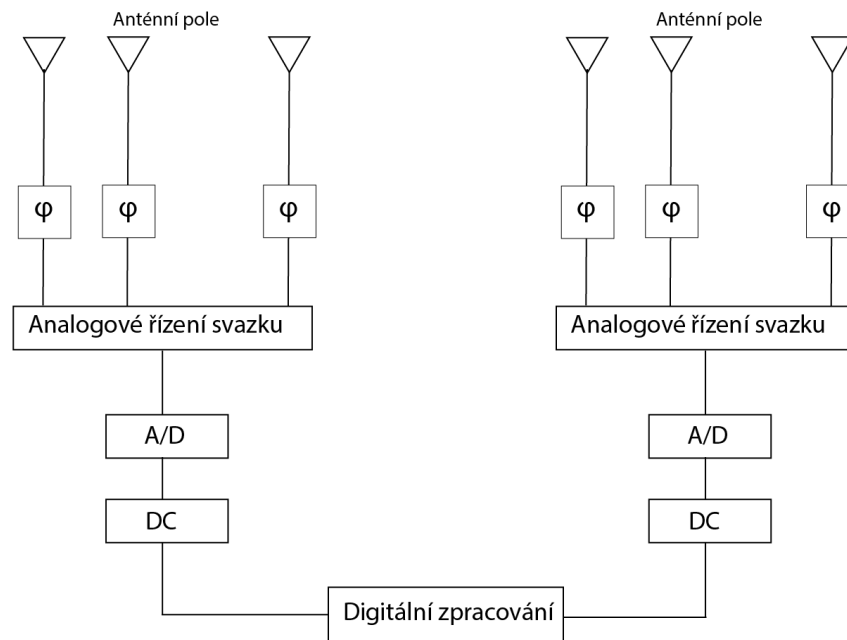 Anténní pole
Anténní pole
φ
φ
φ
φ
φ
φ
Analogové řízení svazku
Analogové řízení svazku
A/D
A/D
DC
DC
Digitální zpracování